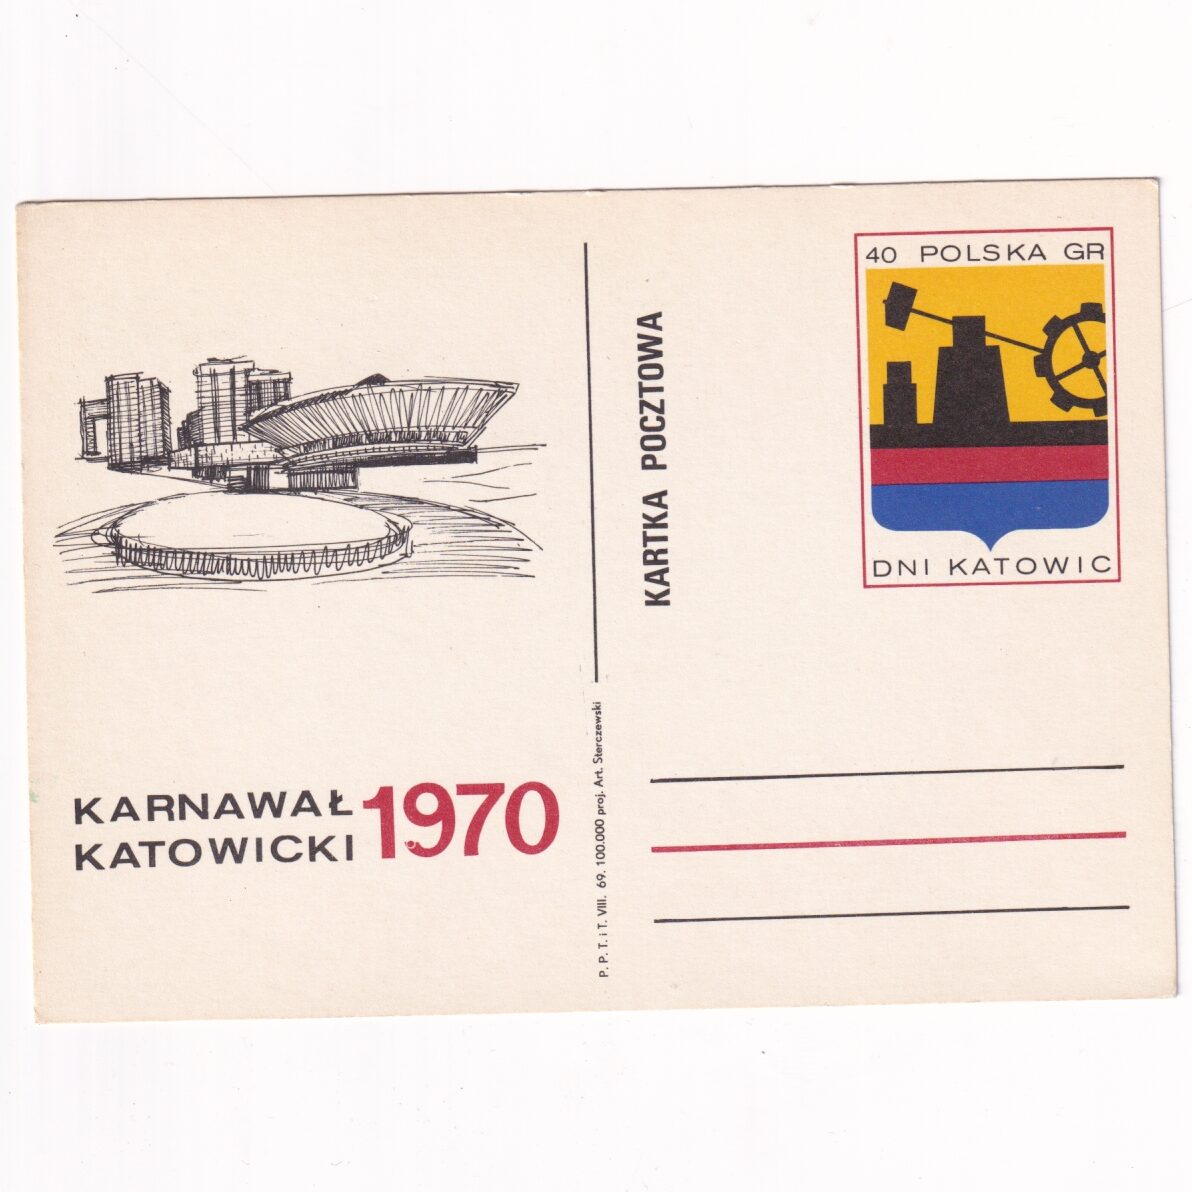 40 POLSKA GR
DNI KATOWIC
KARTKA POCZTOWA
KARNAWAŁ
KATOWICKI 1970
P. P. T. i T. VIII. 69. 100.000 proj. Art. Sterczewski